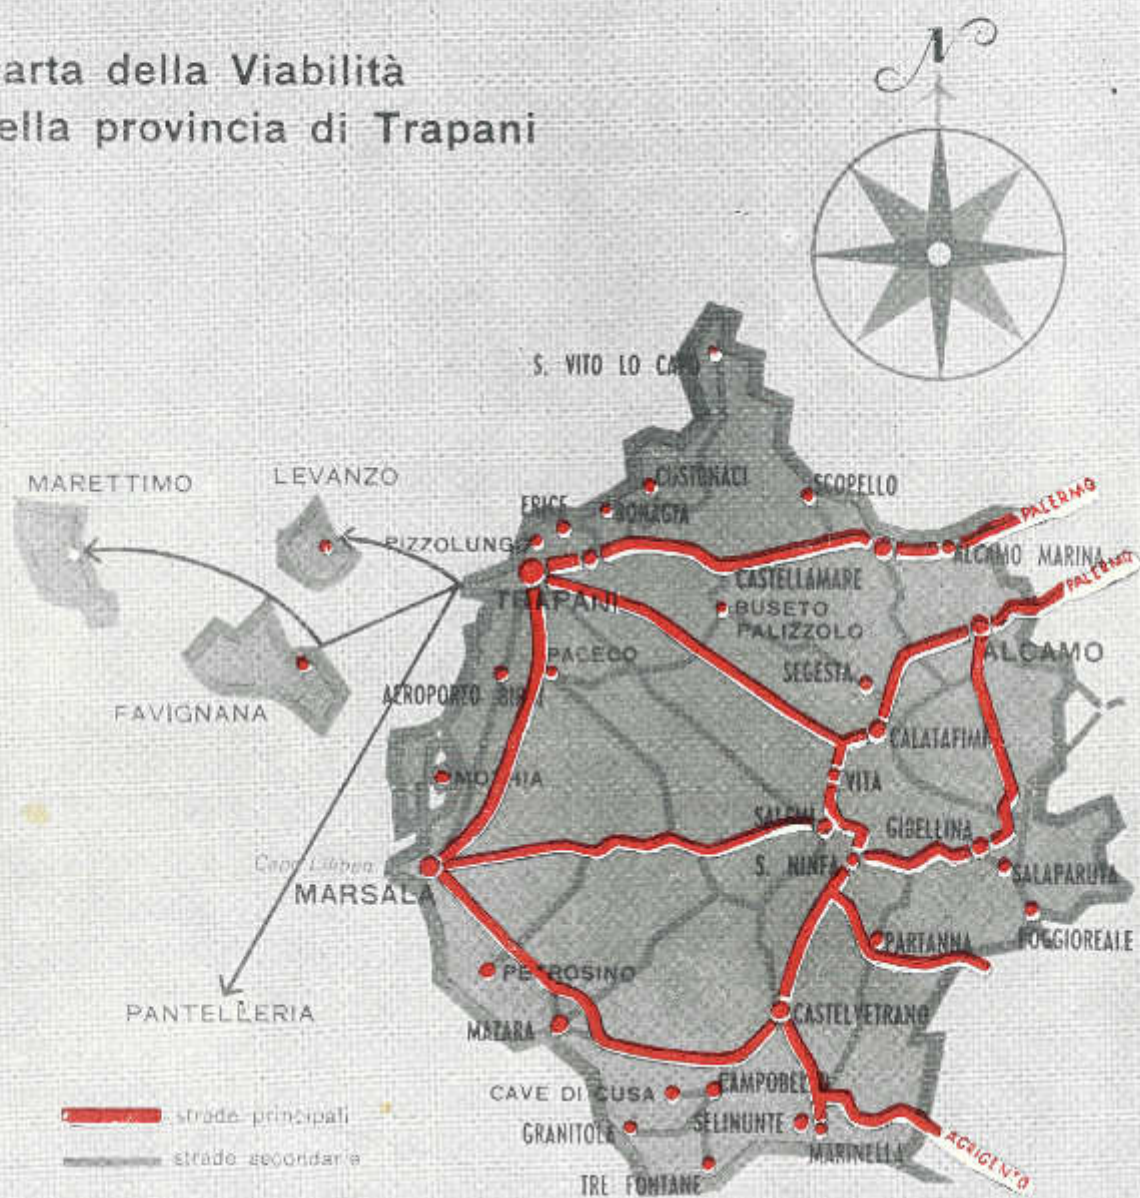 arta della Viabilità
ella provincia di Trapani
N
S. VITO LO CAPO
MARETTIMO
LEVANZO
CUSTONACI
SCOPELLO
ERICE
BONAGIA
PALERMO
PIZZOLUNGO
ALCAMO MARINA
CASTELLAMARE
PALERMO
TRAPANI
BUSETO
PALIZZOLO
ALCAMO
PACECO
SEGESTA
AEROPORTO BIRGI
FAVIGNANA
CALATAFIMI
MOTHIA
VITA
SALEMI
GIBELLINA
Capo Lilibeo
S. NINFA
SALAPARUTA
MARSALA
PARTANNA
POGGIOREALE
PETROSINO
PANTELLERIA
MAZARA
CASTELVETRANO
CAVE DI CUSA
CAMPOBELLO
strade principali
GRANITOLA
SELINUNTE
AGRIGENTO
MARINELLA
strade secondarie
TRE FONTANE